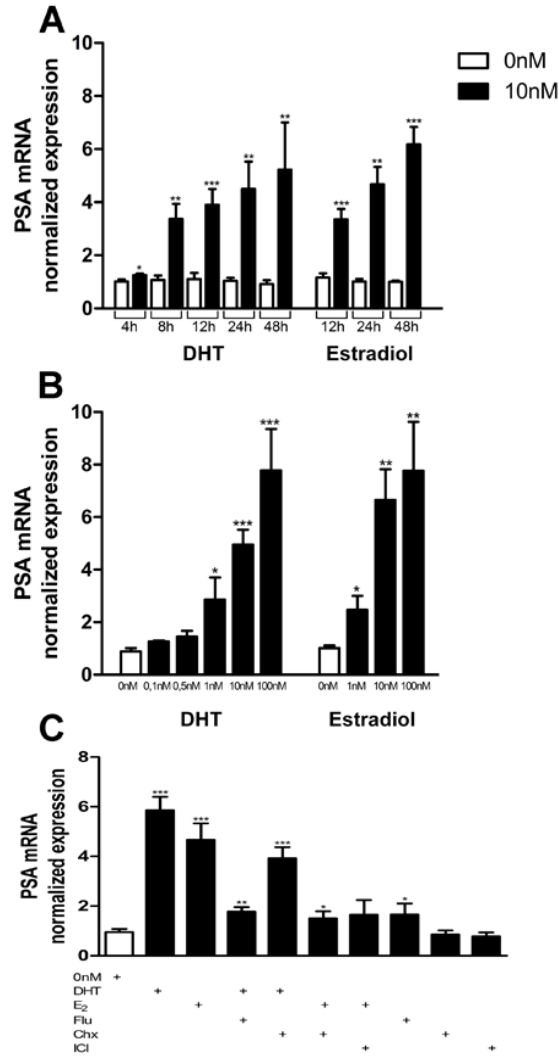 A
0nM
10nM
PSA mRNA
normalized expression
10
8
6
4
2
0
* ** *** ** ** *** ** ***
4h 8h 12h 24h 48h 12h 24h 48h
DHT Estradiol
B
PSA mRNA
normalized expression
10
8
6
4
2
0
* *** *** * ** **
0nM 0,1nM 0,5nM 1nM 10nM 100nM 0nM 1nM 10nM 100nM
DHT Estradiol
C
PSA mRNA
normalized expression
8
6
4
2
0
*** *** ** *** * *
0nM +
DHT + + +
E2 + + +
Flu + +
Chx + + +
ICI + +